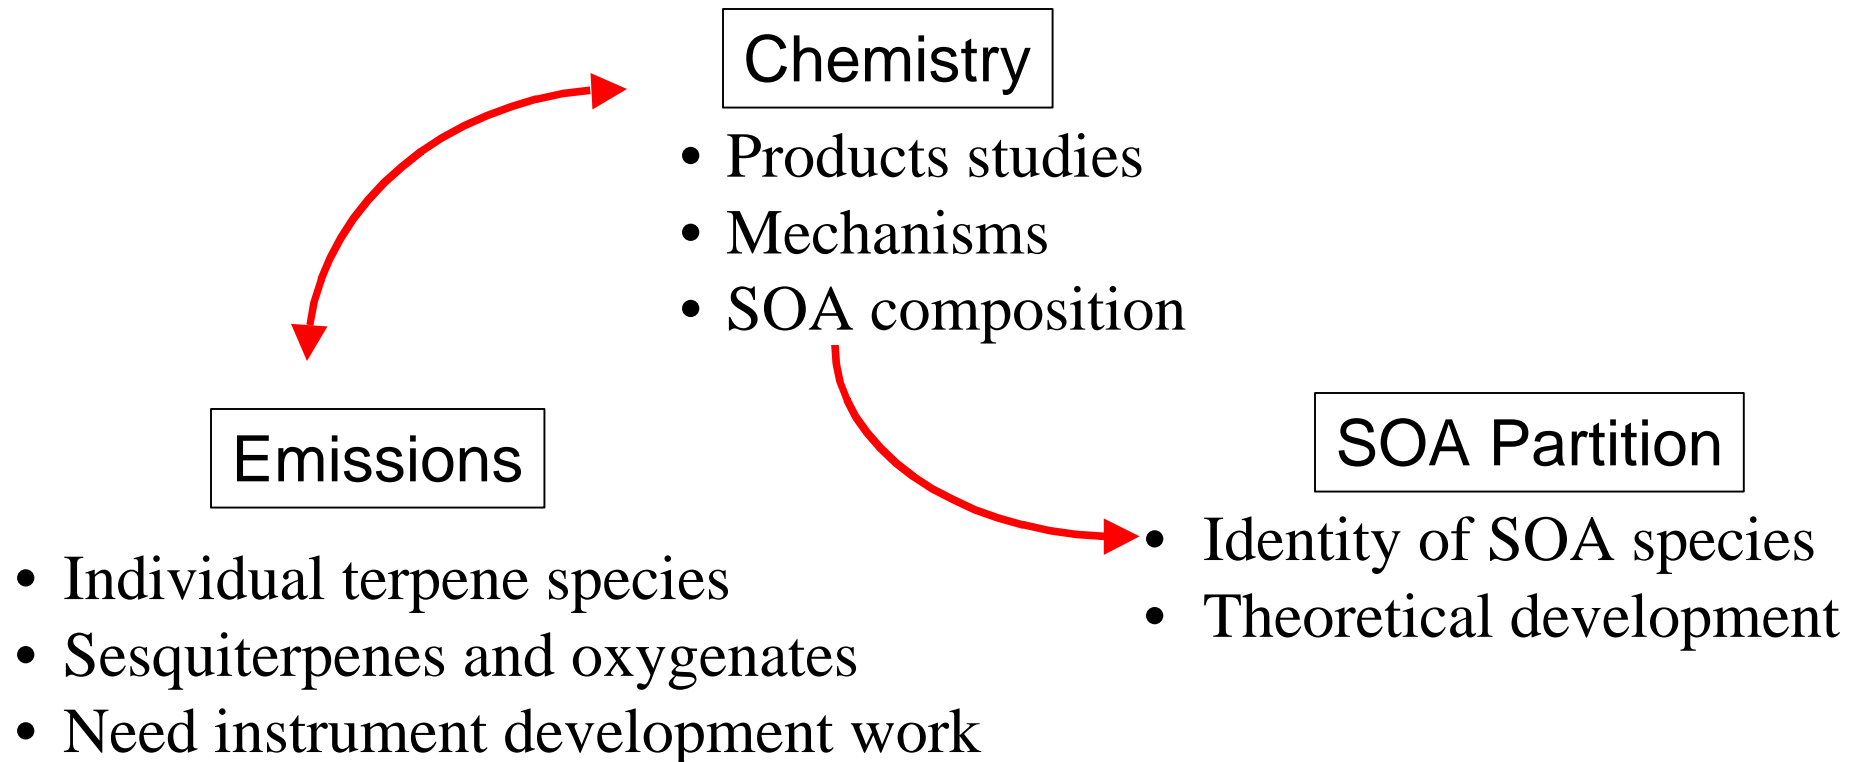 Chemistry
• Products studies
• Mechanisms
• SOA composition
Emissions
• Individual terpene species
• Sesquiterpenes and oxygenates
• Need instrument development work
SOA Partition
• Identity of SOA species
• Theoretical development